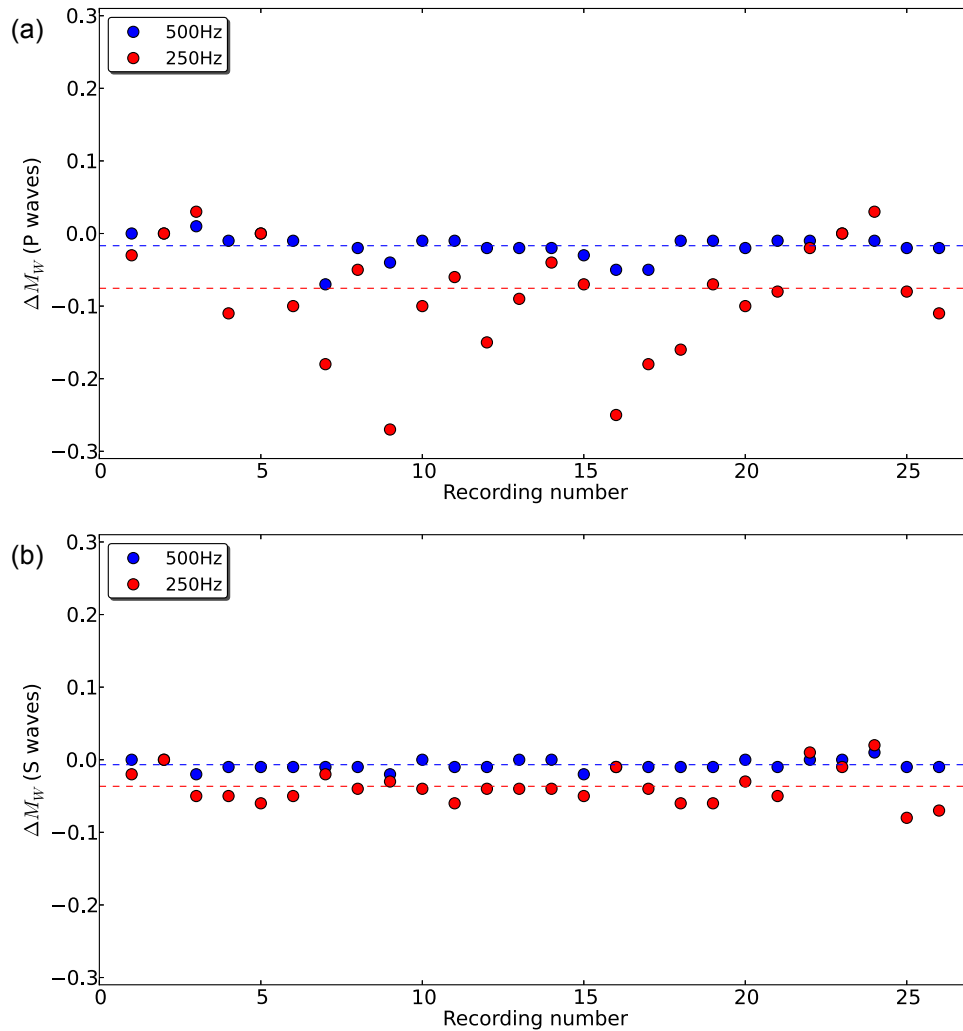 (a)
500Hz
250Hz
0.3
0.2
0.1
0.0
−0.1
−0.2
−0.3
ΔM_W (P waves)
0 5 10 15 20 25
Recording number
(b)
500Hz
250Hz
0.3
0.2
0.1
0.0
−0.1
−0.2
−0.3
ΔM_W (S waves)
0 5 10 15 20 25
Recording number